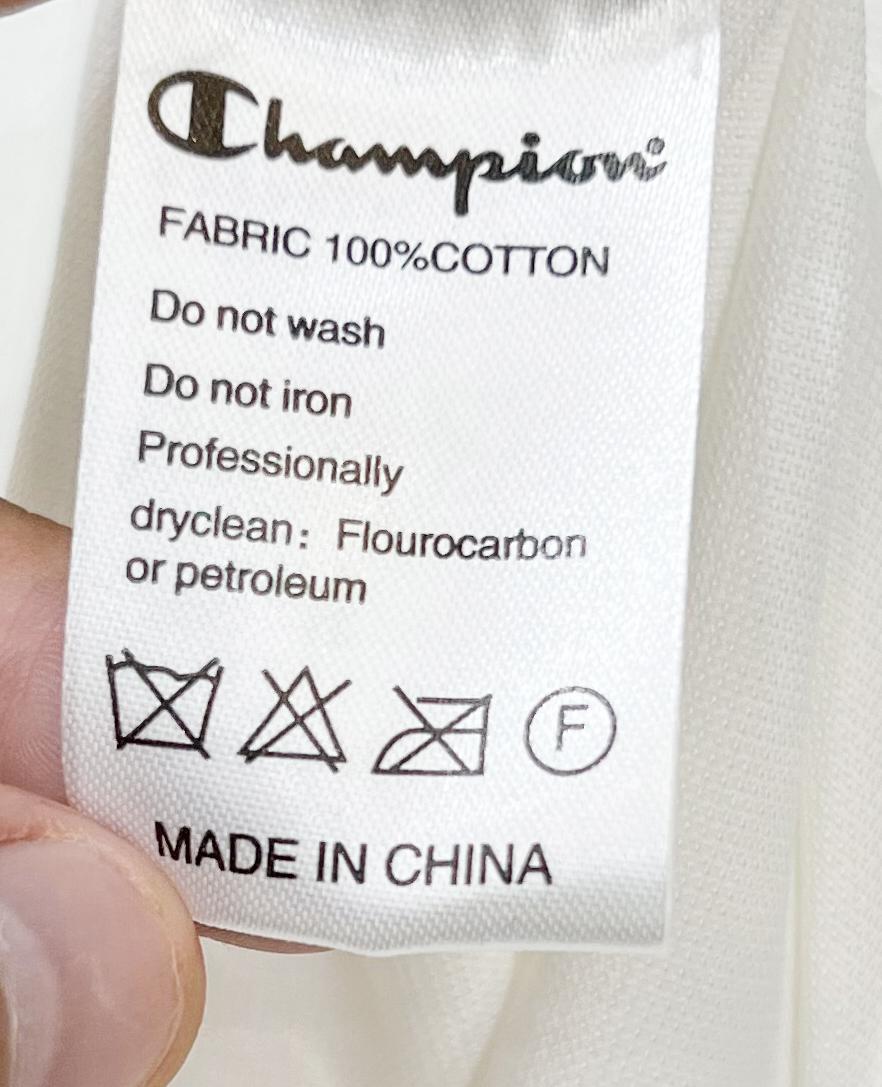 Champion
FABRIC 100%COTTON
Do not wash
Do not iron
Professionally
dryclean: Flourocarbon
or petroleum
F
MADE IN CHINA